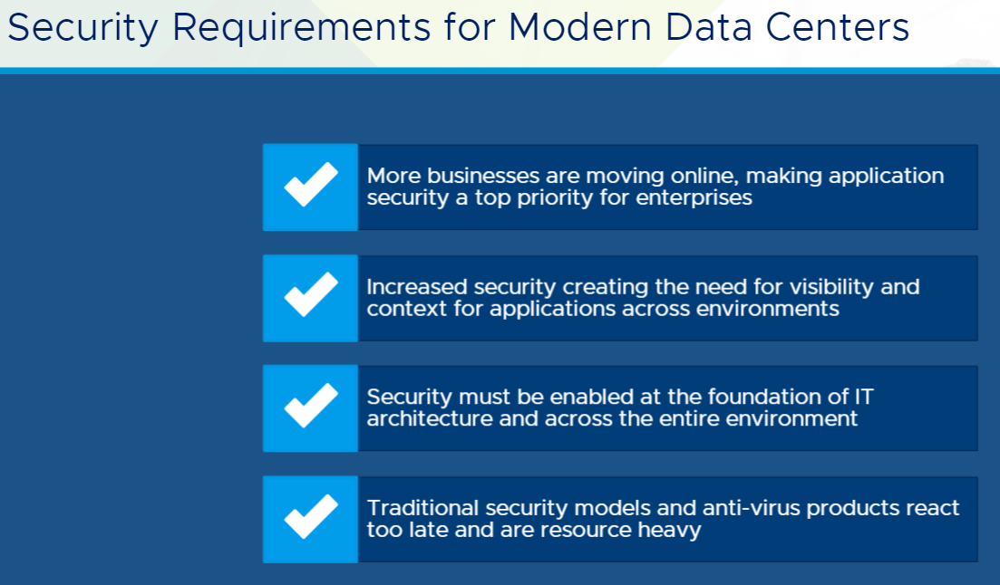 Security Requirements for Modern Data Centers
More businesses are moving online, making application
security a top priority for enterprises
Increased security creating the need for visibility and
context for applications across environments
Security must be enabled at the foundation of IT
architecture and across the entire environment
Traditional security models and anti-virus products react
too late and are resource heavy